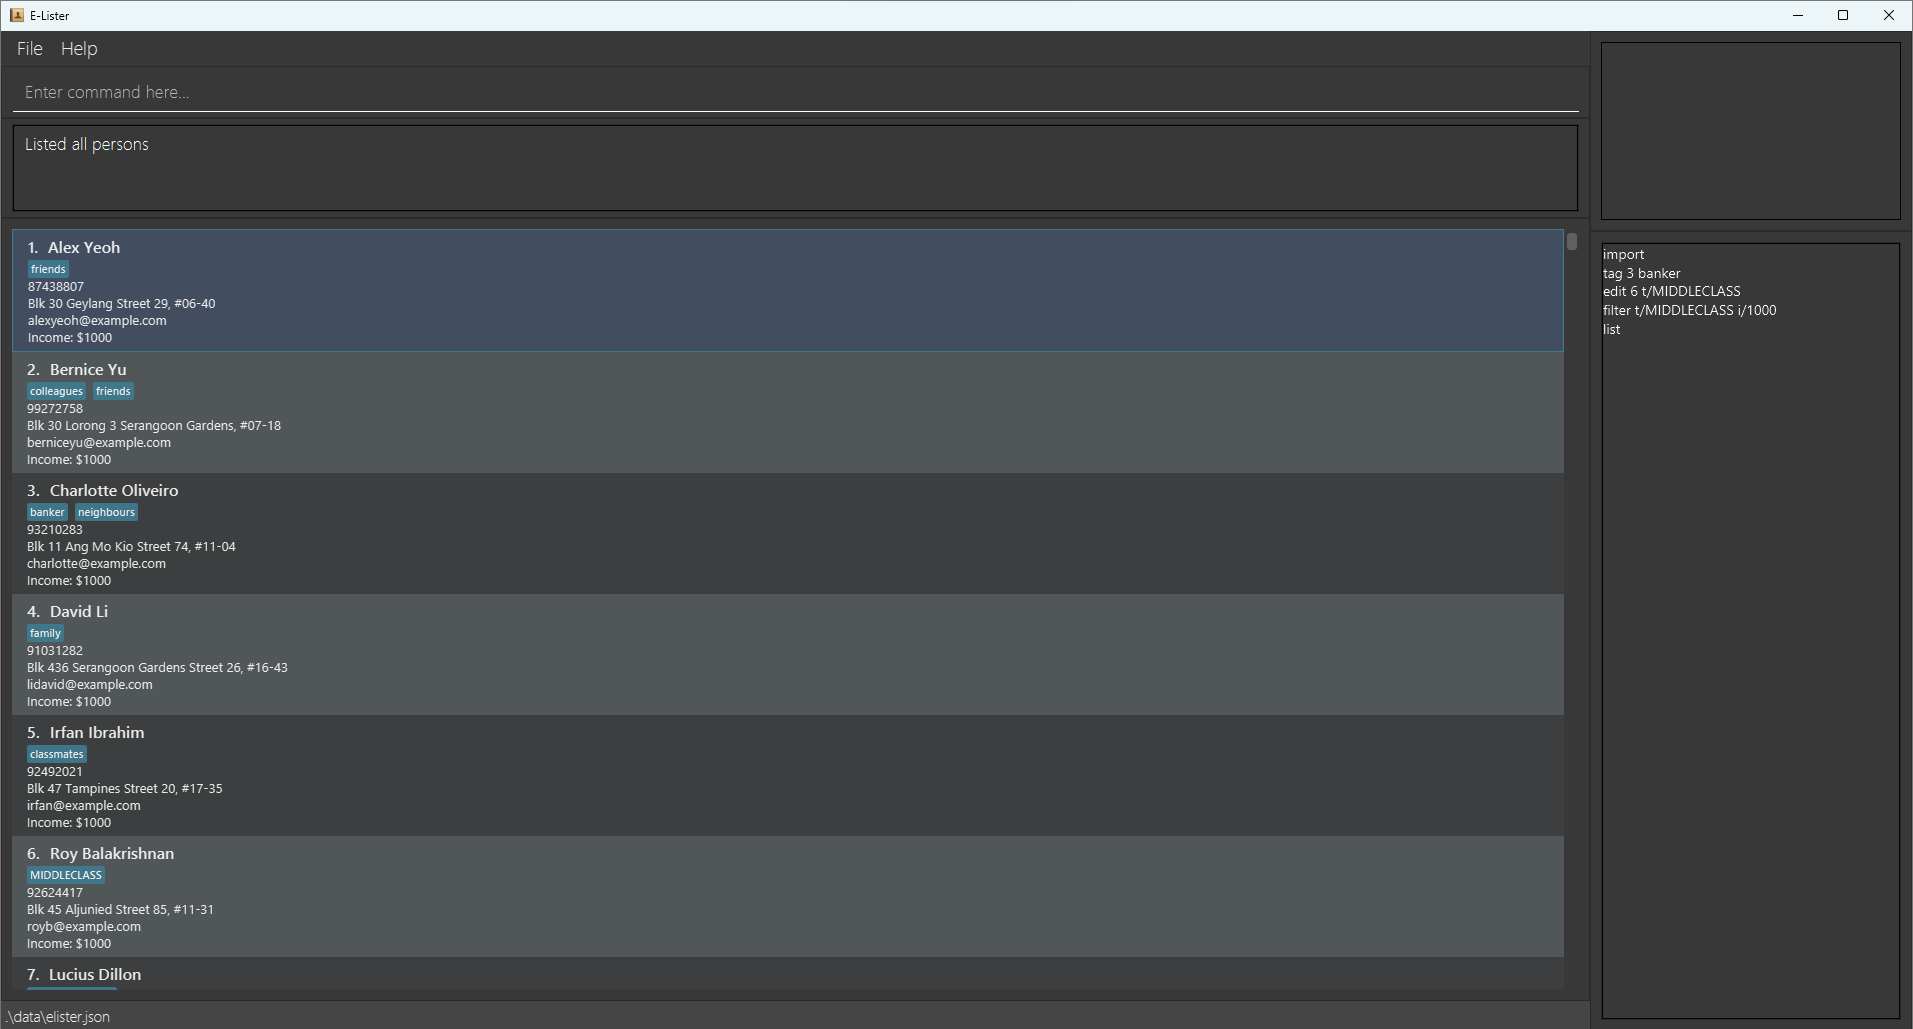 E-Lister
File Help
Enter command here...
Listed all persons
1. Alex Yeoh
friends
87438807
Blk 30 Geylang Street 29, #06-40
alexyeoh@example.com
Income: $1000
2. Bernice Yu
colleagues friends
99272758
Blk 30 Lorong 3 Serangoon Gardens, #07-18
berniceyu@example.com
Income: $1000
3. Charlotte Oliveiro
banker neighbours
93210283
Blk 11 Ang Mo Kio Street 74, #11-04
charlotte@example.com
Income: $1000
4. David Li
family
91031282
Blk 436 Serangoon Gardens Street 26, #16-43
lidavid@example.com
Income: $1000
5. Irfan Ibrahim
classmates
92492021
Blk 47 Tampines Street 20, #17-35
irfan@example.com
Income: $1000
6. Roy Balakrishnan
MIDDLECLASS
92624417
Blk 45 Aljunied Street 85, #11-31
royb@example.com
Income: $1000
7. Lucius Dillon
import
tag 3 banker
edit 6 t/MIDDLECLASS
filter t/MIDDLECLASS i/1000
list
.\data\elister.json